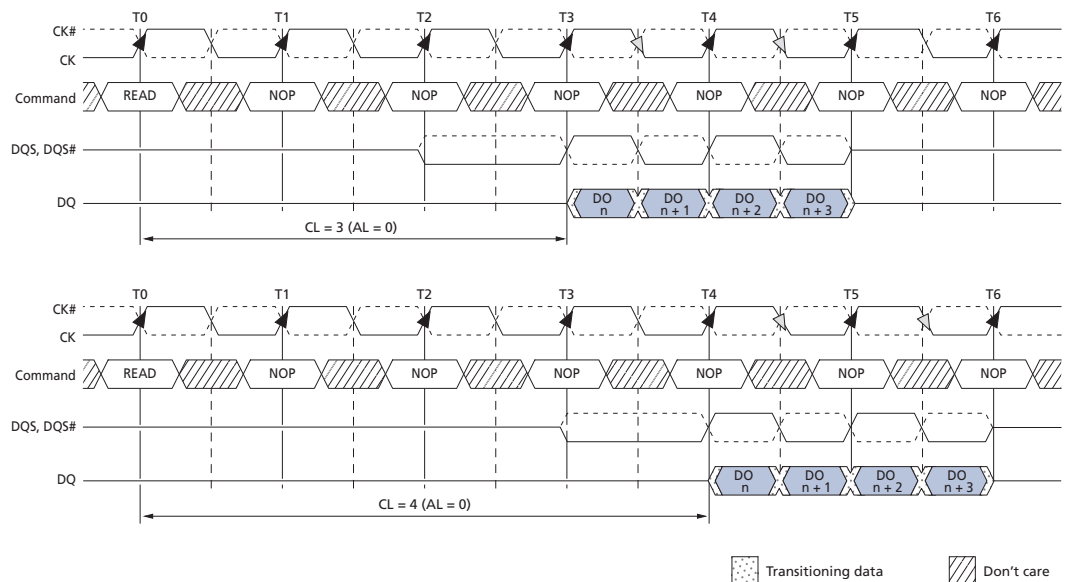 T0 T1 T2 T3 T4 T5 T6
CK#
CK
Command READ NOP NOP NOP NOP NOP NOP
DQS, DQS#
DQ DO n DO n + 1 DO n + 2 DO n + 3
CL = 3 (AL = 0)
T0 T1 T2 T3 T4 T5 T6
CK#
CK
Command READ NOP NOP NOP NOP NOP NOP
DQS, DQS#
DQ DO n DO n + 1 DO n + 2 DO n + 3
CL = 4 (AL = 0)
Transitioning data Don't care